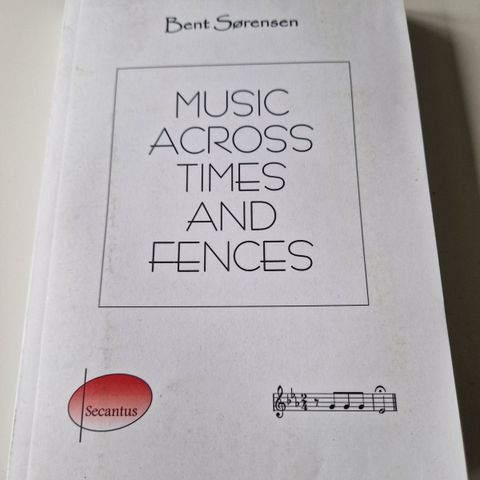 Bent Sørensen
MUSIC
ACROSS
TIMES
AND
FENCES
Secantus